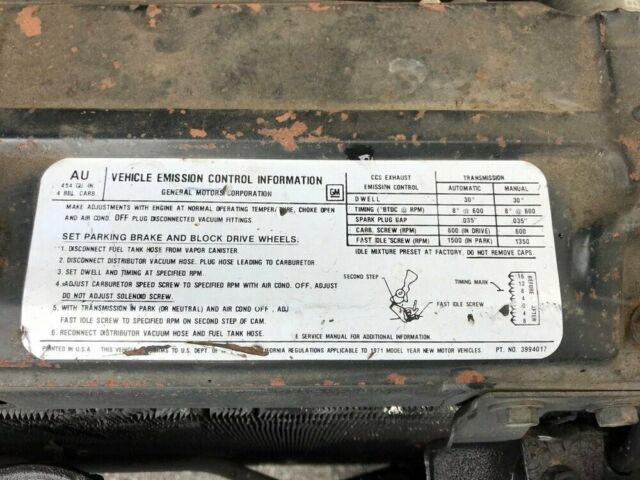 AU
454 CU. IN.
4 BBL. CARB.
VEHICLE EMISSION CONTROL INFORMATION
GENERAL MOTORS CORPORATION
GM
MAKE ADJUSTMENTS WITH ENGINE AT NORMAL OPERATING TEMPERATURE, CHOKE OPEN
AND AIR COND. OFF PLUG DISCONNECTED VACUUM FITTINGS.
SET PARKING BRAKE AND BLOCK DRIVE WHEELS.
1. DISCONNECT FUEL TANK HOSE FROM VAPOR CANISTER.
2. DISCONNECT DISTRIBUTOR VACUUM HOSE. PLUG HOSE LEADING TO CARBURETOR.
3. SET DWELL AND TIMING AT SPECIFIED RPM.
4. ADJUST CARBURETOR SPEED SCREW TO SPECIFIED RPM WITH AIR COND. OFF, ADJUST
DO NOT ADJUST SOLENOID SCREW.
5. WITH TRANSMISSION IN PARK (OR NEUTRAL) AND AIR COND OFF, ADJ
FAST IDLE SCREW TO SPECIFIED RPM ON SECOND STEP OF CAM.
6. RECONNECT DISTRIBUTOR VACUUM HOSE AND FUEL TANK HOSE.
CCS EXHAUST TRANSMISSION
EMISSION CONTROL AUTOMATIC MANUAL
DWELL 30° 30°
TIMING (°BTDC @ RPM) 8° @ 600 8° @ 600
SPARK PLUG GAP .035" .035"
CARB. SCREW (RPM) 600 (IN DRIVE) 600
FAST IDLE SCREW (RPM) 1500 (IN PARK) 1350
IDLE MIXTURE PRESET AT FACTORY. DO NOT REMOVE CAPS.
SECOND STEP
FAST IDLE SCREW
TIMING MARK
16
12
8
4
0
4
8
BEFORE
AFTER
E SERVICE MANUAL FOR ADDITIONAL INFORMATION.
PRINTED IN U.S.A. THIS VEHICLE CONFORMS TO U.S. DEPT. OF IFORNIA REGULATIONS APPLICABLE TO 1971 MODEL YEAR NEW MOTOR VEHICLES. PT. NO. 3994017